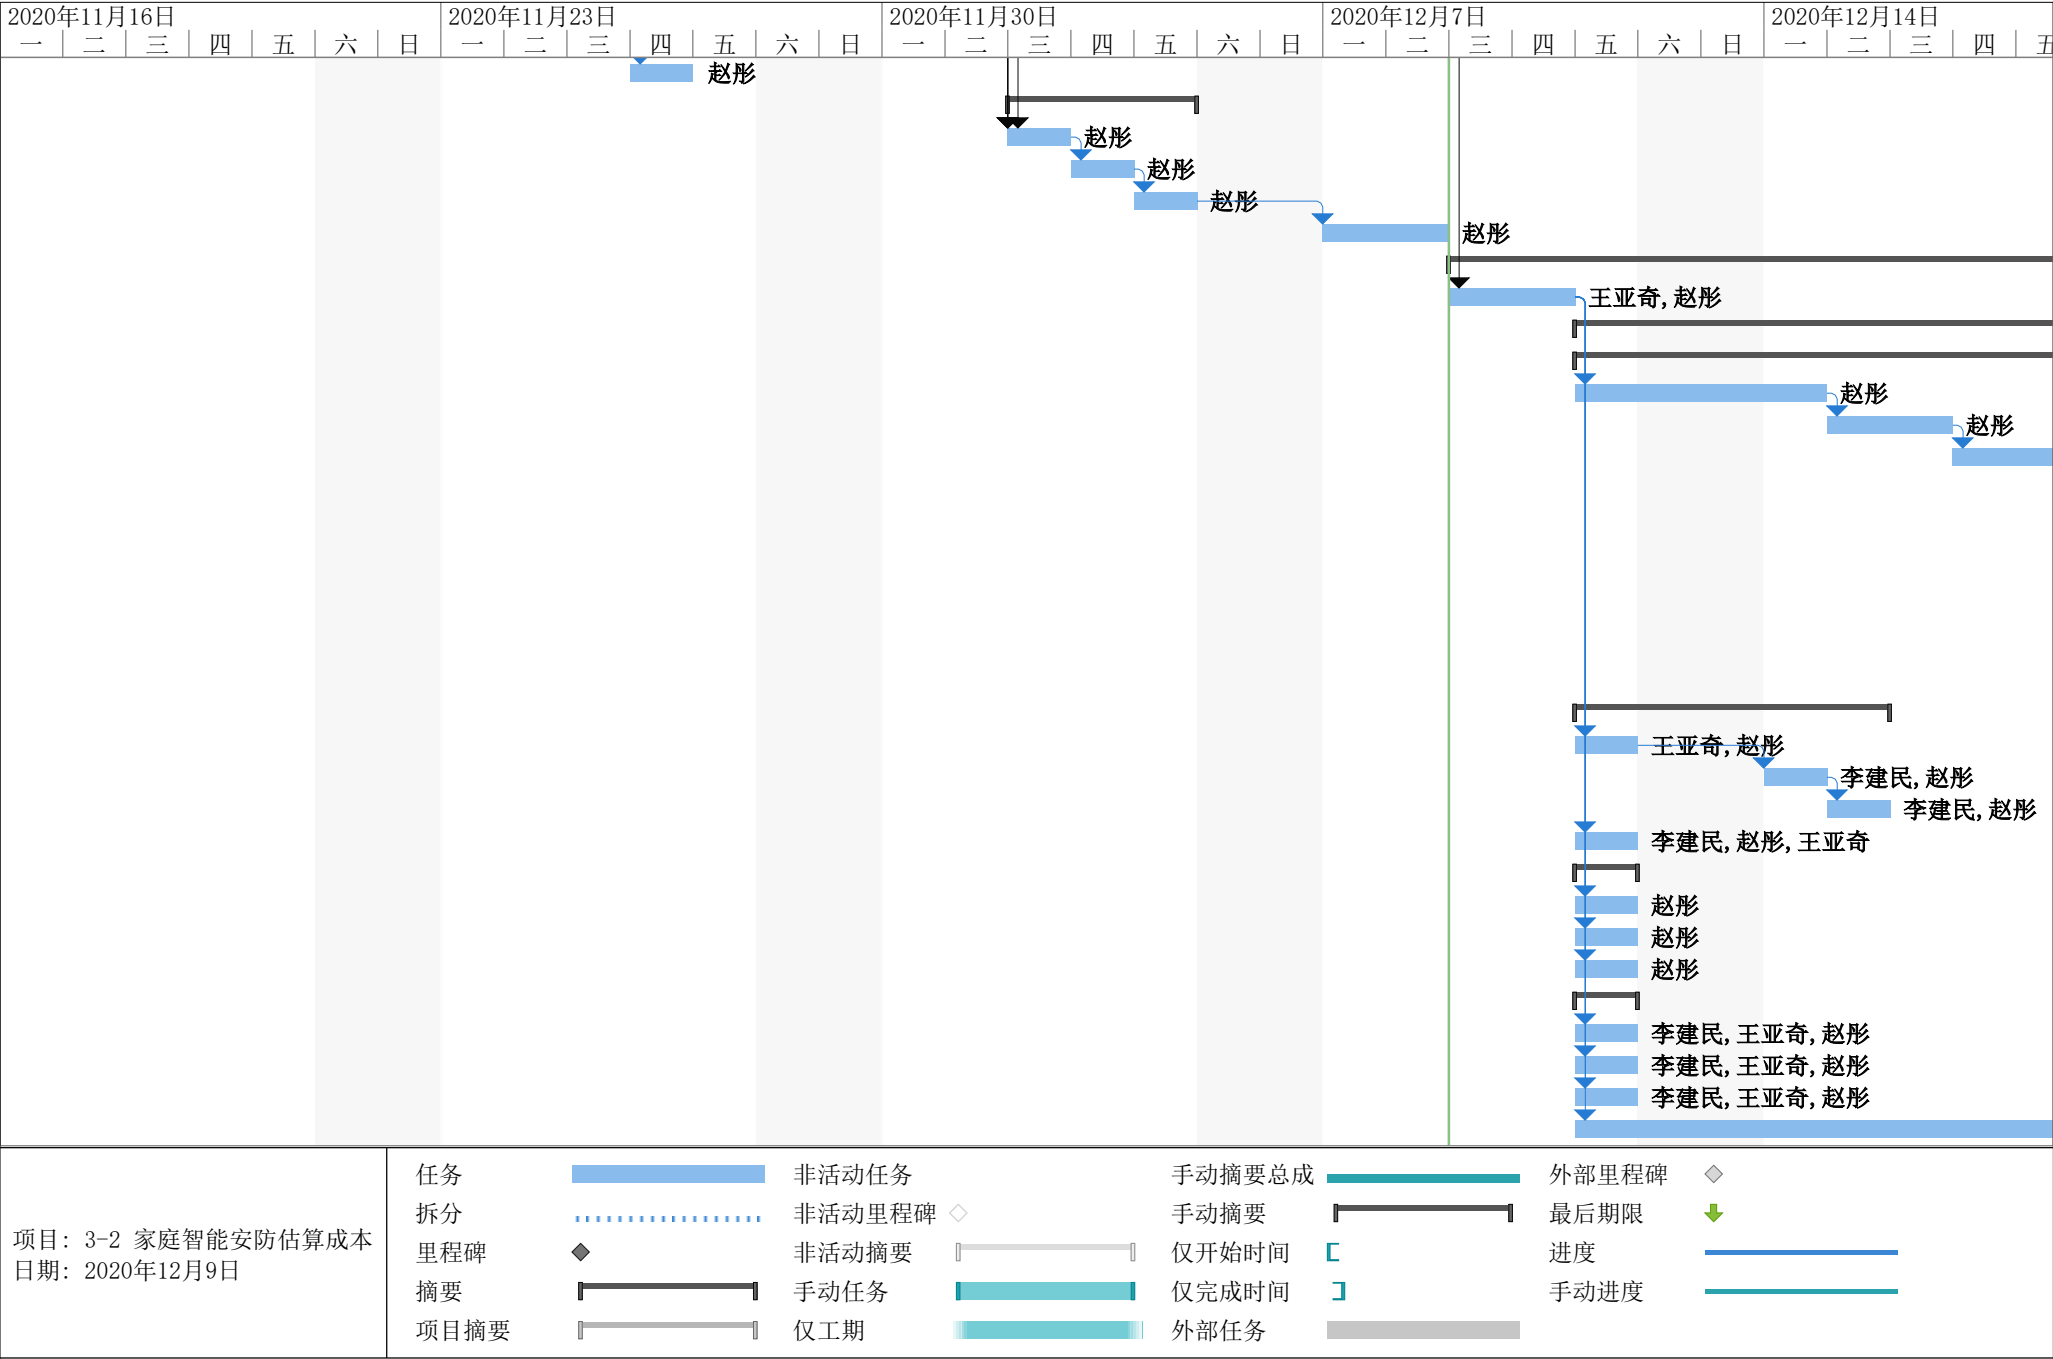 2020年11月16日 2020年11月23日 2020年11月30日 2020年12月7日 2020年12月14日
一 二 三 四 五 六 日 一 二 三 四 五 六 日 一 二 三 四 五 六 日 一 二 三 四 五 六 日 一 二 三 四 五
赵彤
赵彤
赵彤
赵彤
赵彤
王亚奇,赵彤
赵彤
赵彤
王亚奇,赵彤
李建民,赵彤
李建民,赵彤
李建民,赵彤,王亚奇
赵彤
赵彤
赵彤
李建民,王亚奇,赵彤
李建民,王亚奇,赵彤
李建民,王亚奇,赵彤
项目: 3-2 家庭智能安防估算成本
日期: 2020年12月9日
任务 非活动任务 手动摘要总成 外部里程碑
拆分 非活动里程碑 手动摘要 最后期限
里程碑 非活动摘要 仅开始时间 进度
摘要 手动任务 仅完成时间 手动进度
项目摘要 仅工期 外部任务